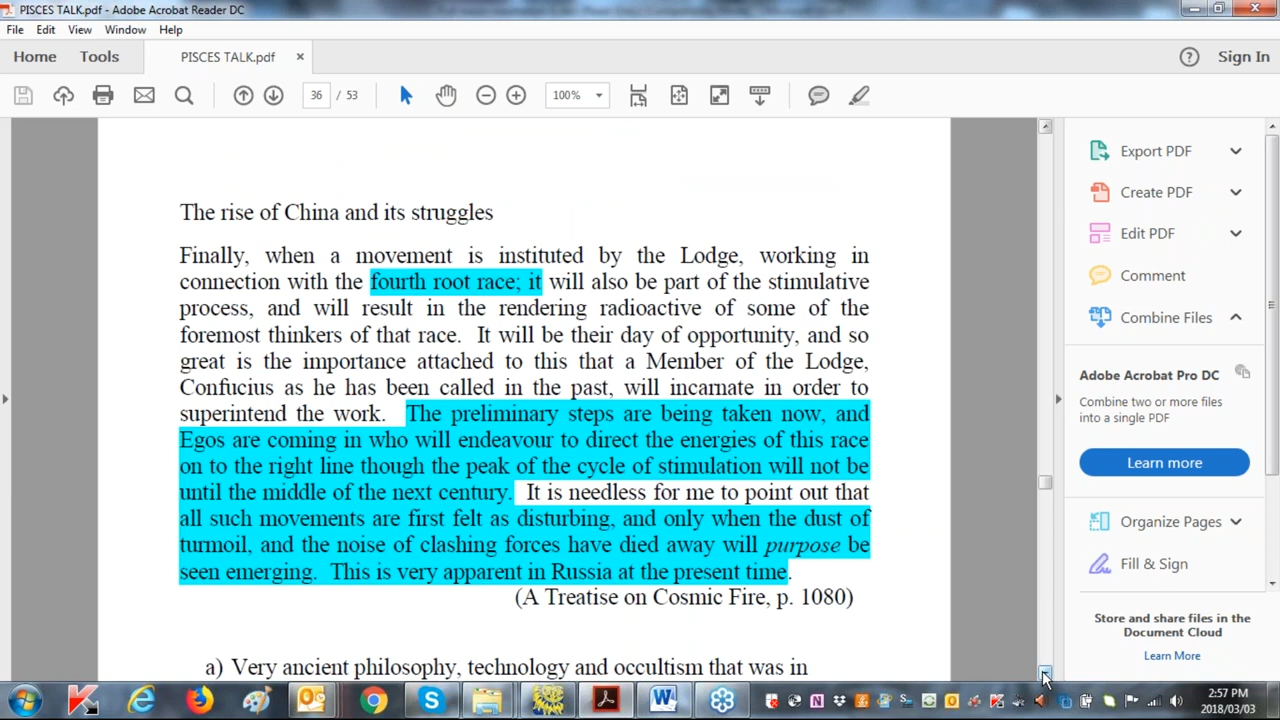 PISCES TALK.pdf - Adobe Acrobat Reader DC
File Edit View Window Help
Home Tools PISCES TALK.pdf × Sign In
36 / 53 100%
The rise of China and its struggles
Finally, when a movement is instituted by the Lodge, working in
connection with the fourth root race; it will also be part of the stimulative
process, and will result in the rendering radioactive of some of the
foremost thinkers of that race. It will be their day of opportunity, and so
great is the importance attached to this that a Member of the Lodge,
Confucius as he has been called in the past, will incarnate in order to
superintend the work. The preliminary steps are being taken now, and
Egos are coming in who will endeavour to direct the energies of this race
on to the right line though the peak of the cycle of stimulation will not be
until the middle of the next century. It is needless for me to point out that
all such movements are first felt as disturbing, and only when the dust of
turmoil, and the noise of clashing forces have died away will purpose be
seen emerging. This is very apparent in Russia at the present time.
(A Treatise on Cosmic Fire, p. 1080)
a) Very ancient philosophy, technology and occultism that was in
Export PDF
Create PDF
Edit PDF
Comment
Combine Files
Adobe Acrobat Pro DC
Combine two or more files
into a single PDF
Learn more
Organize Pages
Fill & Sign
Store and share files in the
Document Cloud
Learn More
2:57 PM
2018/03/03